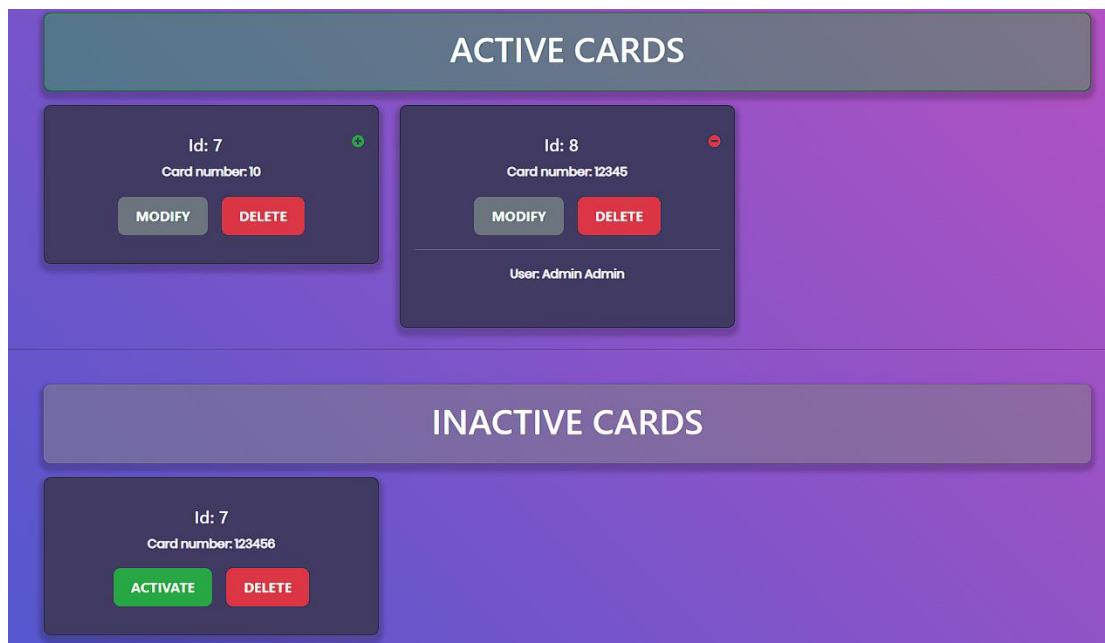 ACTIVE CARDS
Id: 7
Card number: 10
MODIFY DELETE
Id: 8
Card number: 12345
MODIFY DELETE
User: Admin Admin
INACTIVE CARDS
Id: 7
Card number: 123456
ACTIVATE DELETE